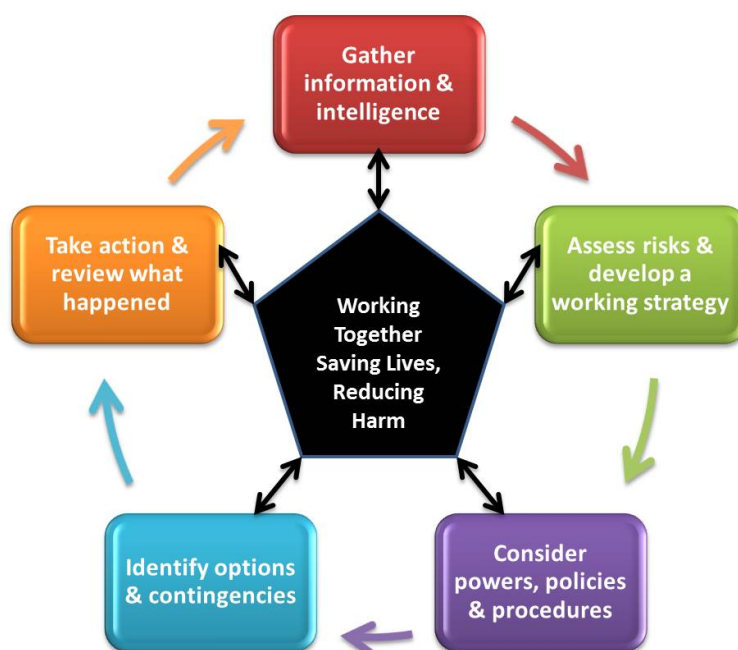 Gather
information &
intelligence
Assess risks &
develop a
working strategy
Consider
powers, policies
& procedures
Identify options
& contingencies
Take action &
review what
happened
Working
Together
Saving Lives,
Reducing
Harm